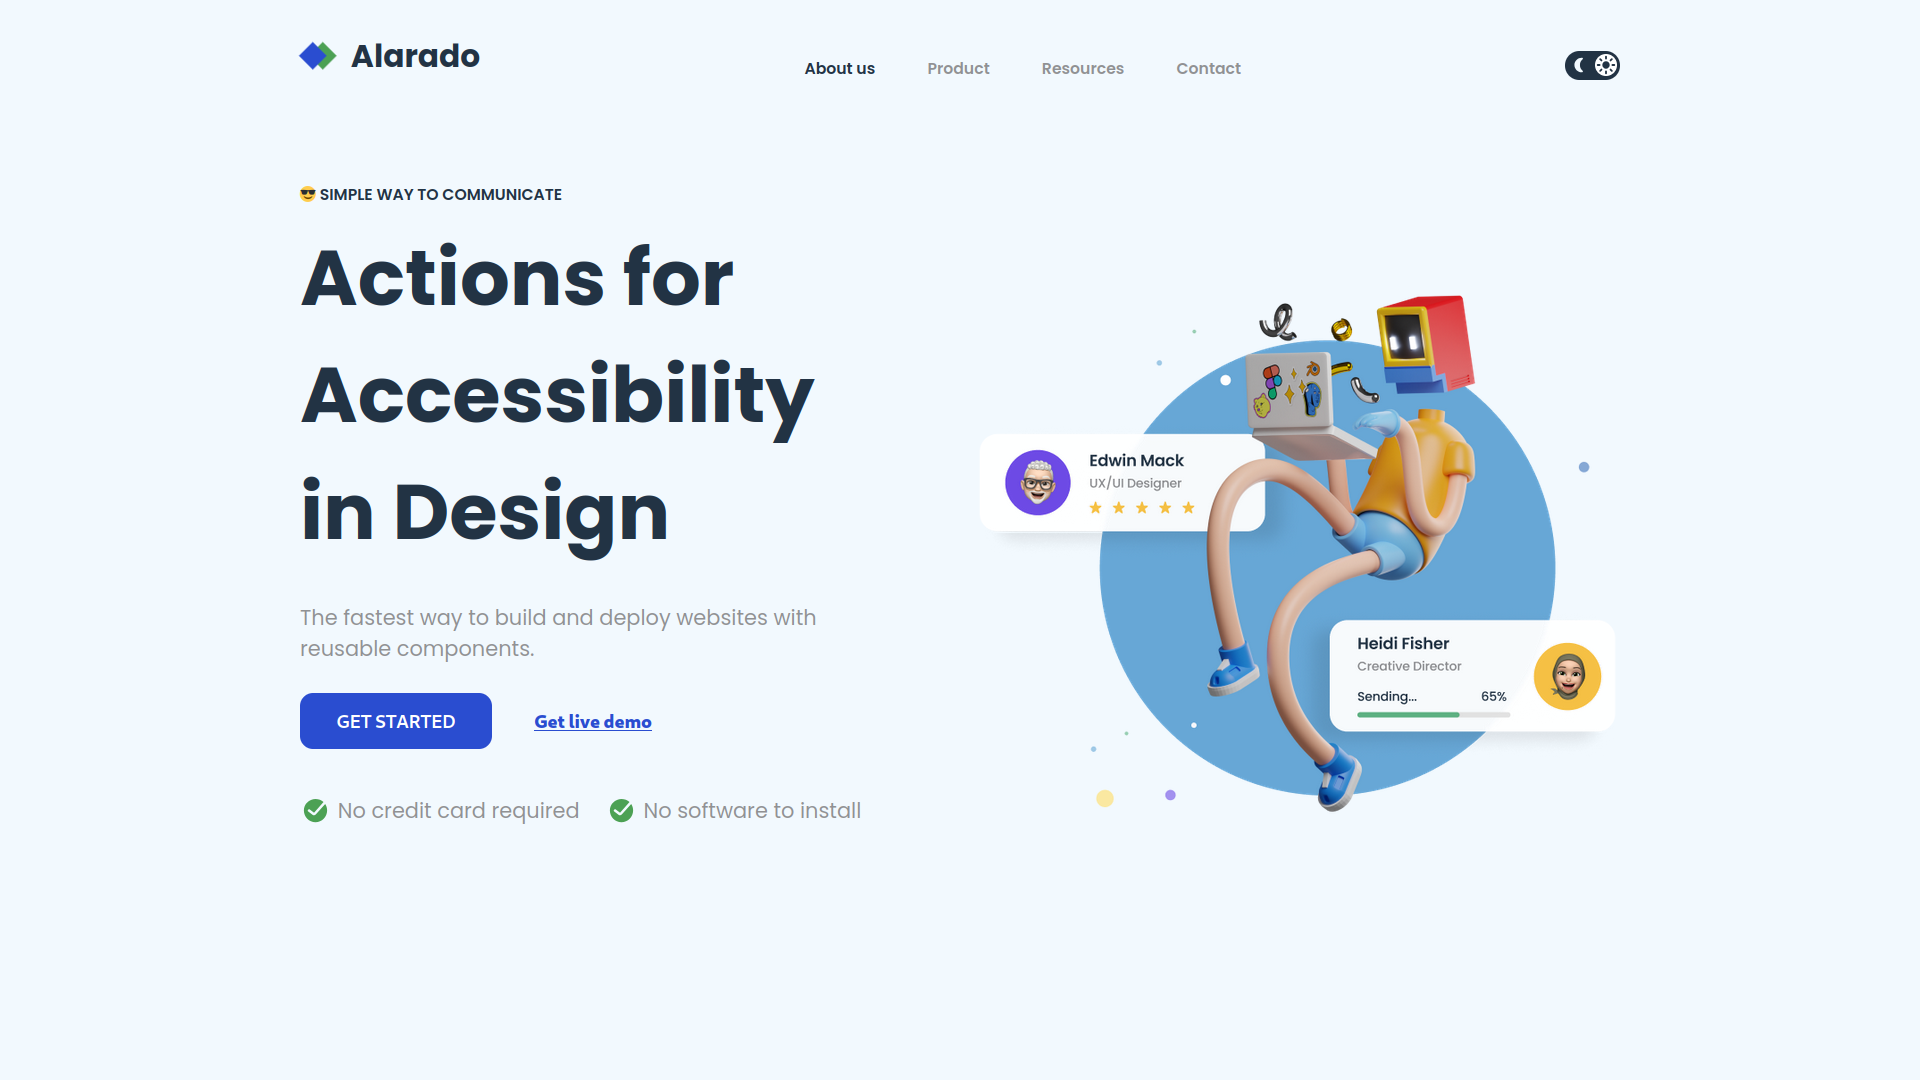 Alarado
About us
Product
Resources
Contact
😎 SIMPLE WAY TO COMMUNICATE
Actions for
Accessibility
in Design
The fastest way to build and deploy websites with
reusable components.
GET STARTED
Get live demo
No credit card required
No software to install
Edwin Mack
UX/UI Designer
Heidi Fisher
Creative Director
Sending... 65%